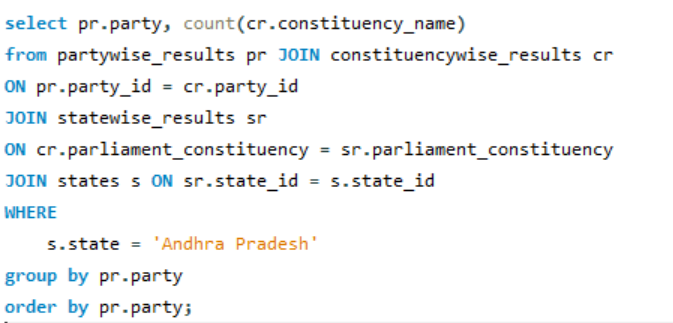 select pr.party, count(cr.constituency_name)
from partywise_results pr JOIN constituencywise_results cr
ON pr.party_id = cr.party_id
JOIN statewise_results sr
ON cr.parliament_constituency = sr.parliament_constituency
JOIN states s ON sr.state_id = s.state_id
WHERE
    s.state = 'Andhra Pradesh'
group by pr.party
order by pr.party;